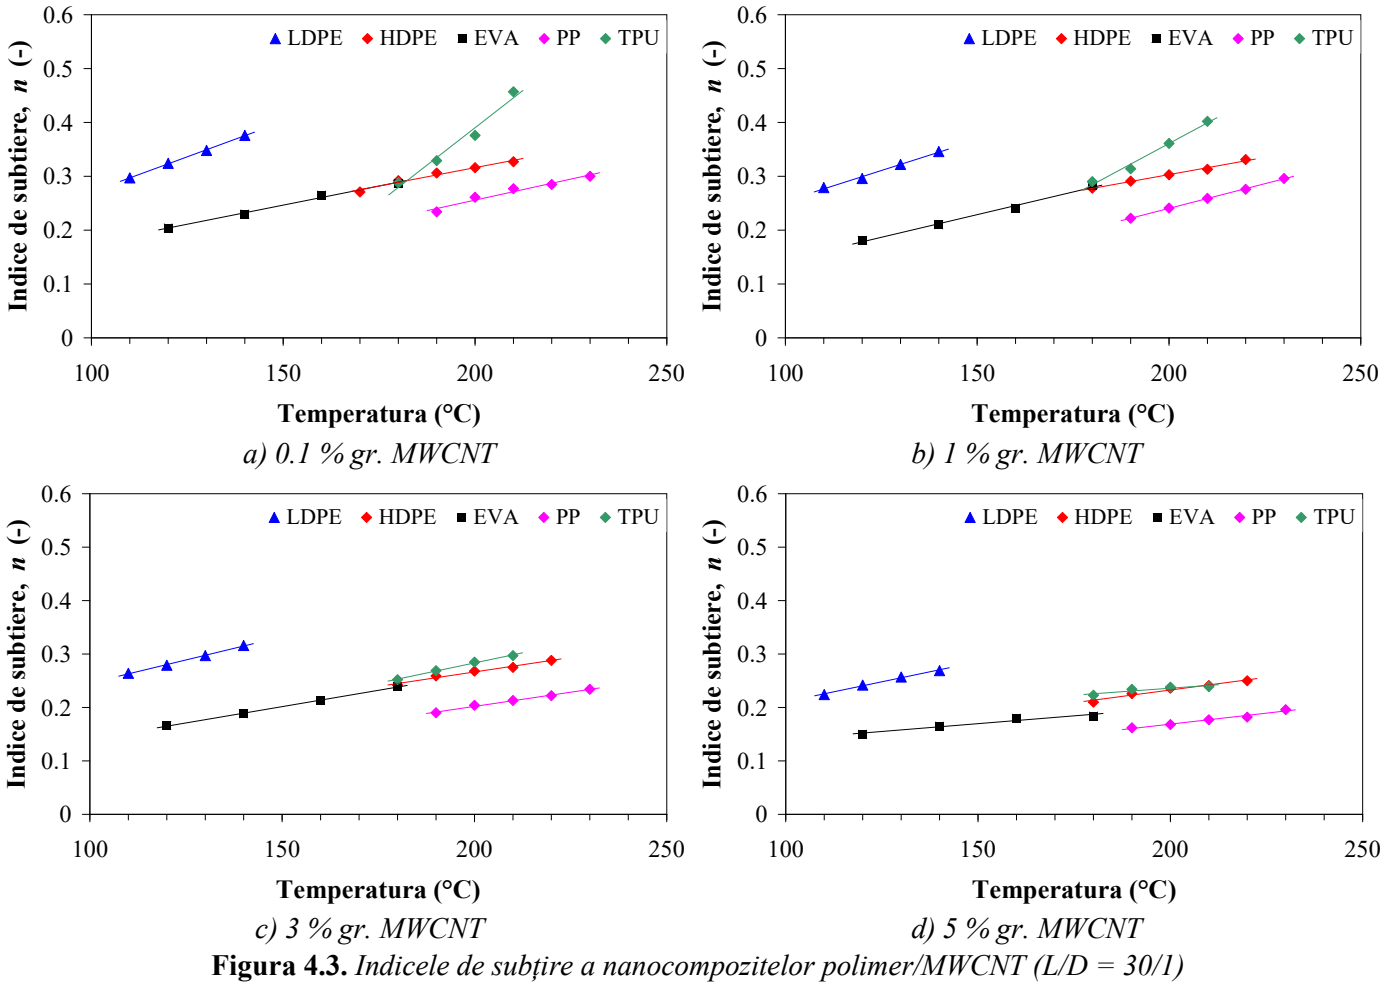 0.6
0.5
0.4
0.3
0.2
0.1
0
Indice de subtiere, n (-)
LDPE HDPE EVA PP TPU
100 150 200 250
Temperatura (°C)
a) 0.1 % gr. MWCNT
0.6
0.5
0.4
0.3
0.2
0.1
0
Indice de subtiere, n (-)
LDPE HDPE EVA PP TPU
100 150 200 250
Temperatura (°C)
b) 1 % gr. MWCNT
0.6
0.5
0.4
0.3
0.2
0.1
0
Indice de subtiere, n (-)
LDPE HDPE EVA PP TPU
100 150 200 250
Temperatura (°C)
c) 3 % gr. MWCNT
0.6
0.5
0.4
0.3
0.2
0.1
0
Indice de subtiere, n (-)
LDPE HDPE EVA PP TPU
100 150 200 250
Temperatura (°C)
d) 5 % gr. MWCNT
Figura 4.3. Indicele de subțire a nanocompozitelor polimer/MWCNT (L/D = 30/1)